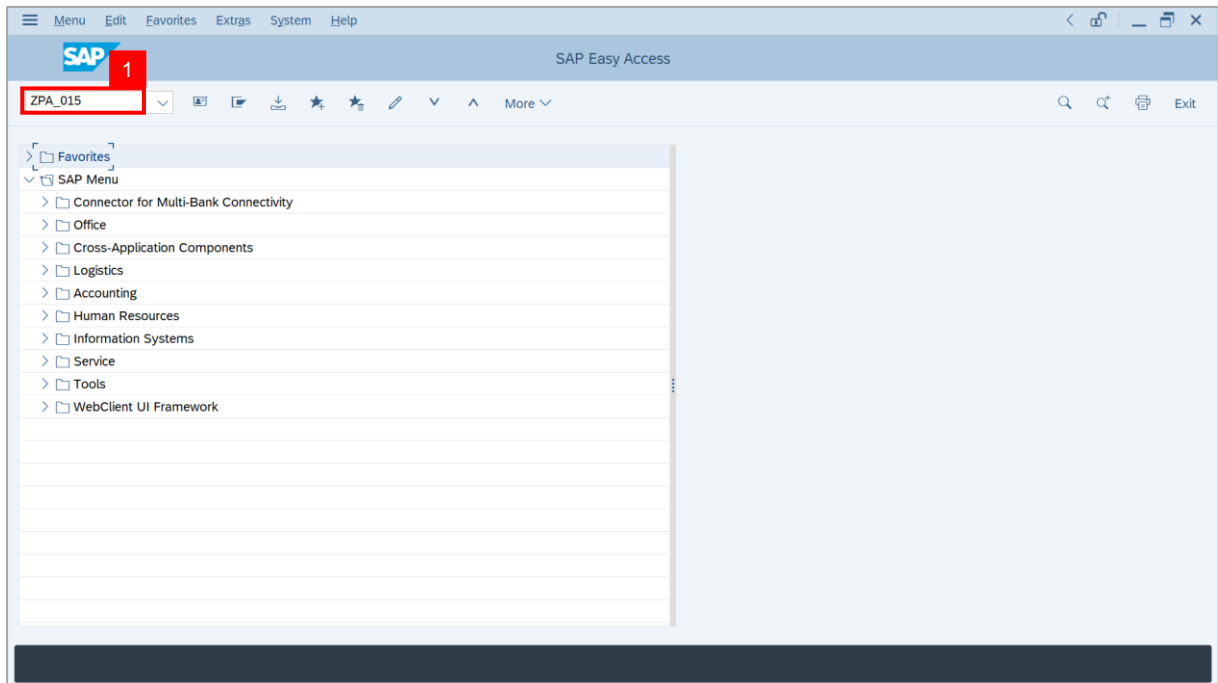 Menu Edit Favorites Extras System Help
SAP
SAP Easy Access
1
ZPA_015
More
Exit
Favorites
SAP Menu
Connector for Multi-Bank Connectivity
Office
Cross-Application Components
Logistics
Accounting
Human Resources
Information Systems
Service
Tools
WebClient UI Framework